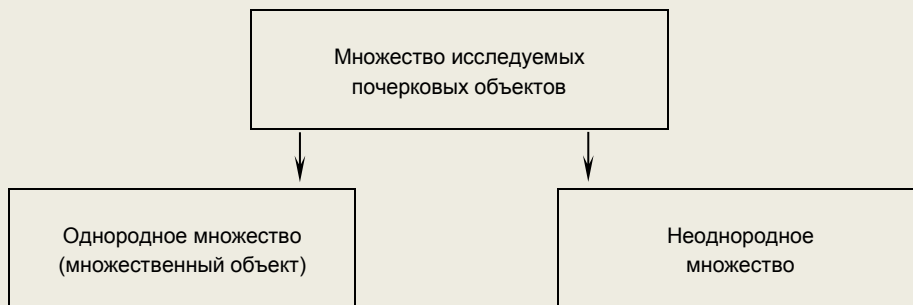 Множество исследуемых
почерковых объектов
Однородное множество
(множественный объект)
Неоднородное
множество